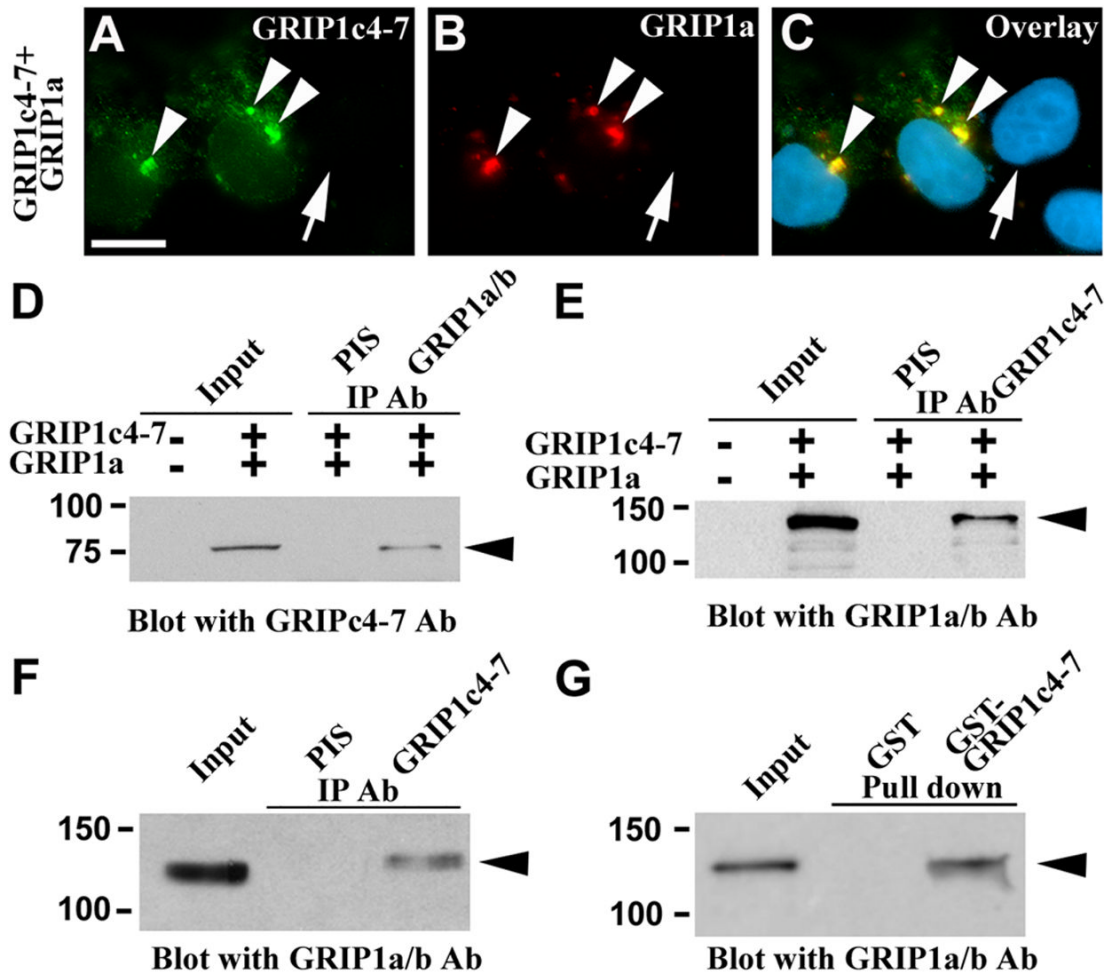 GRIP1c4-7+
GRIP1a
A GRIP1c4-7
B GRIP1a
C Overlay
D
Input PIS GRIP1a/b
IP Ab
GRIP1c4-7 - + + +
GRIP1a - + + +
100
75
Blot with GRIPc4-7 Ab
E
Input PIS GRIP1c4-7
IP Ab
GRIP1c4-7 - + + +
GRIP1a - + + +
150
100
Blot with GRIP1a/b Ab
F
Input PIS GRIP1c4-7
IP Ab
150
100
Blot with GRIP1a/b Ab
G
Input GST GST-
GRIP1c4-7
Pull down
150
100
Blot with GRIP1a/b Ab